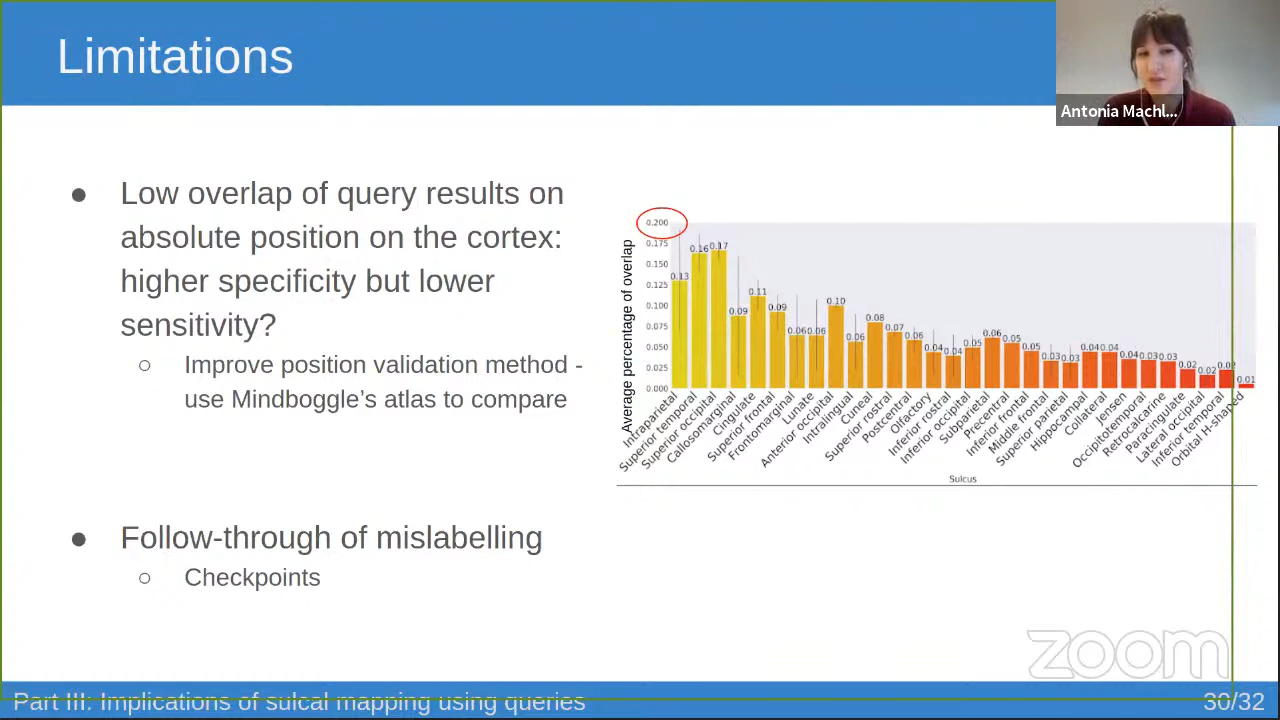 Limitations
Antonia Machl...
● Low overlap of query results on
absolute position on the cortex:
higher specificity but lower
sensitivity?
○ Improve position validation method -
use Mindboggle's atlas to compare
● Follow-through of mislabelling
○ Checkpoints
Average percentage of overlap
0.200
0.175
0.150
0.125
0.100
0.075
0.050
0.025
0.000
0.13
0.16
0.17
0.09
0.11
0.09
0.06
0.06
0.10
0.06
0.08
0.07
0.06
0.04
0.04
0.05
0.06
0.05
0.05
0.03
0.03
0.04
0.04
0.04
0.03
0.03
0.02
0.02
0.02
0.01
Intraparietal
Superior temporal
Superior occipital
Callosomarginal
Cingulate
Superior frontal
Frontomarginal
Lunate
Anterior occipital
Intralingual
Cuneal
Superior rostral
Postcentral
Olfactory
Inferior rostral
Inferior occipital
Subparietal
Precentral
Inferior frontal
Middle frontal
Superior parietal
Hippocampal
Collateral
Jensen
Occipitotemporal
Retrocalcarine
Paracingulate
Lateral occipital
Inferior temporal
Orbital H-shaped
Sulcus
zoom
Part III: Implications of sulcal mapping using queries
30/32